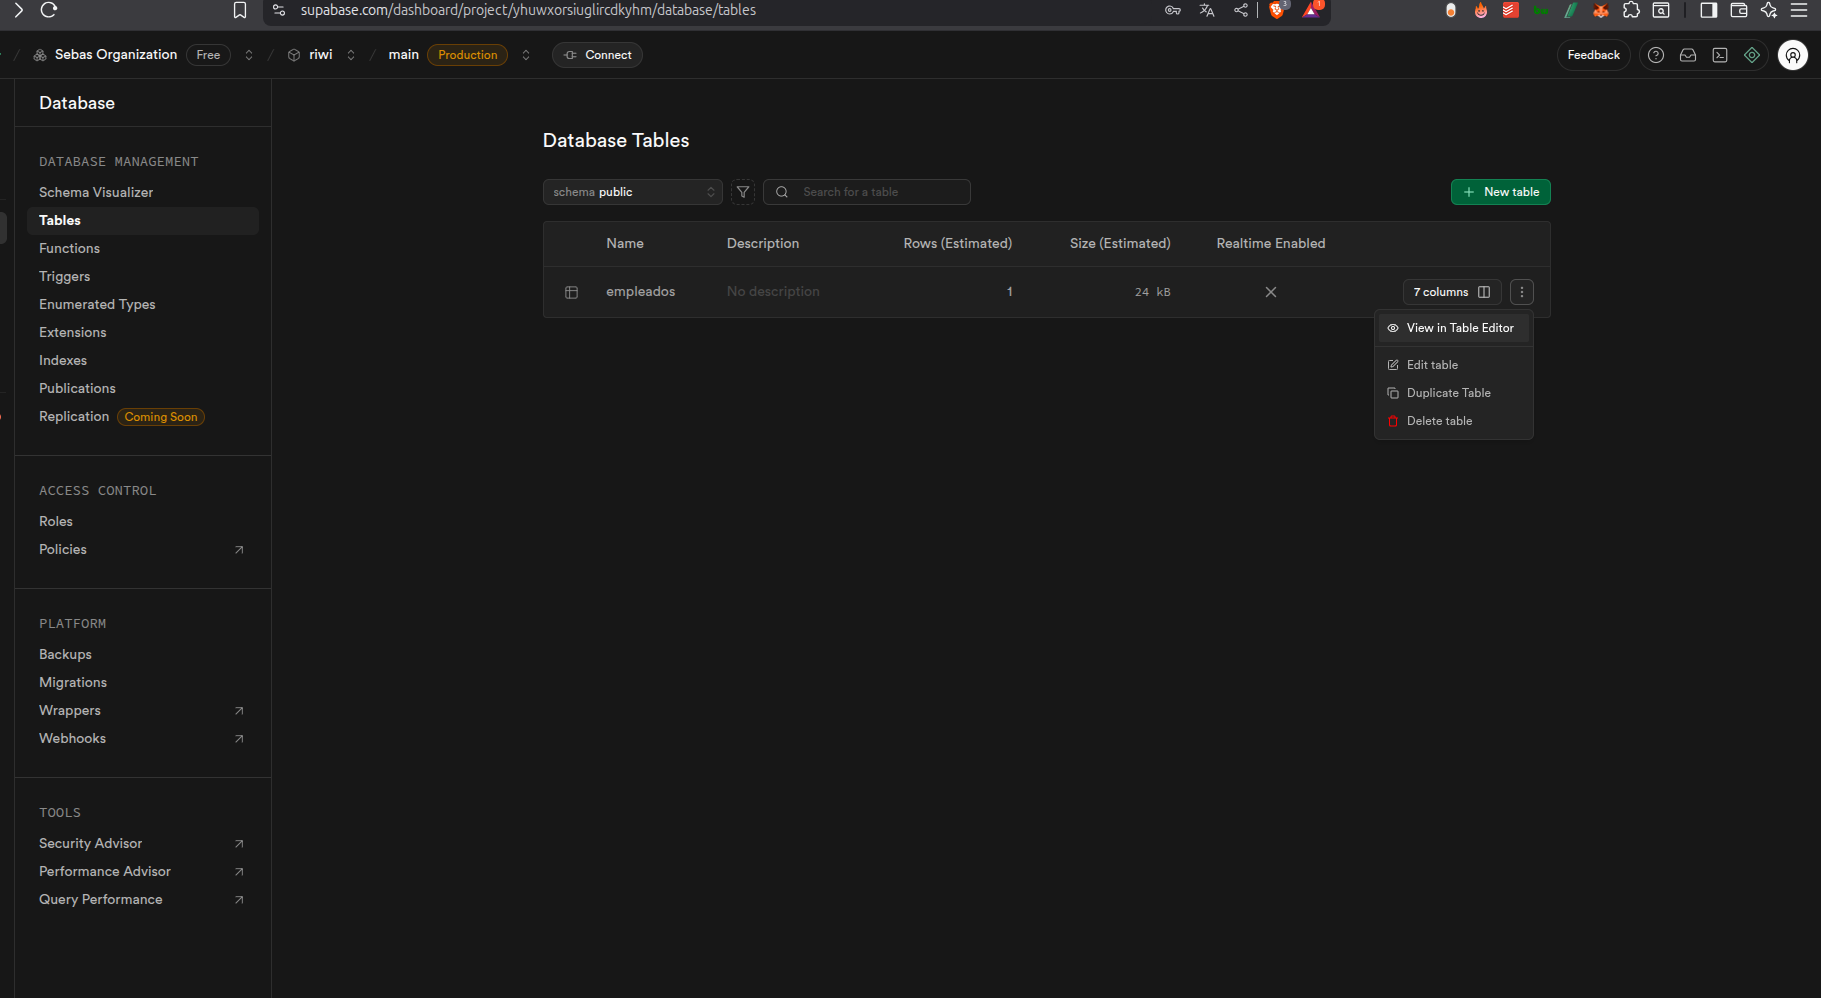 supabase.com/dashboard/project/yhuwxorsiuglircdkyhm/database/tables
3
1
bw
/ Sebas Organization Free / riwi / main Production Connect
Feedback
Database
DATABASE MANAGEMENT
Schema Visualizer
Tables
Functions
Triggers
Enumerated Types
Extensions
Indexes
Publications
Replication Coming Soon
ACCESS CONTROL
Roles
Policies
PLATFORM
Backups
Migrations
Wrappers
Webhooks
TOOLS
Security Advisor
Performance Advisor
Query Performance
Database Tables
schema public
Search for a table
New table
Name Description Rows (Estimated) Size (Estimated) Realtime Enabled
empleados No description 1 24 kB 7 columns
View in Table Editor
Edit table
Duplicate Table
Delete table